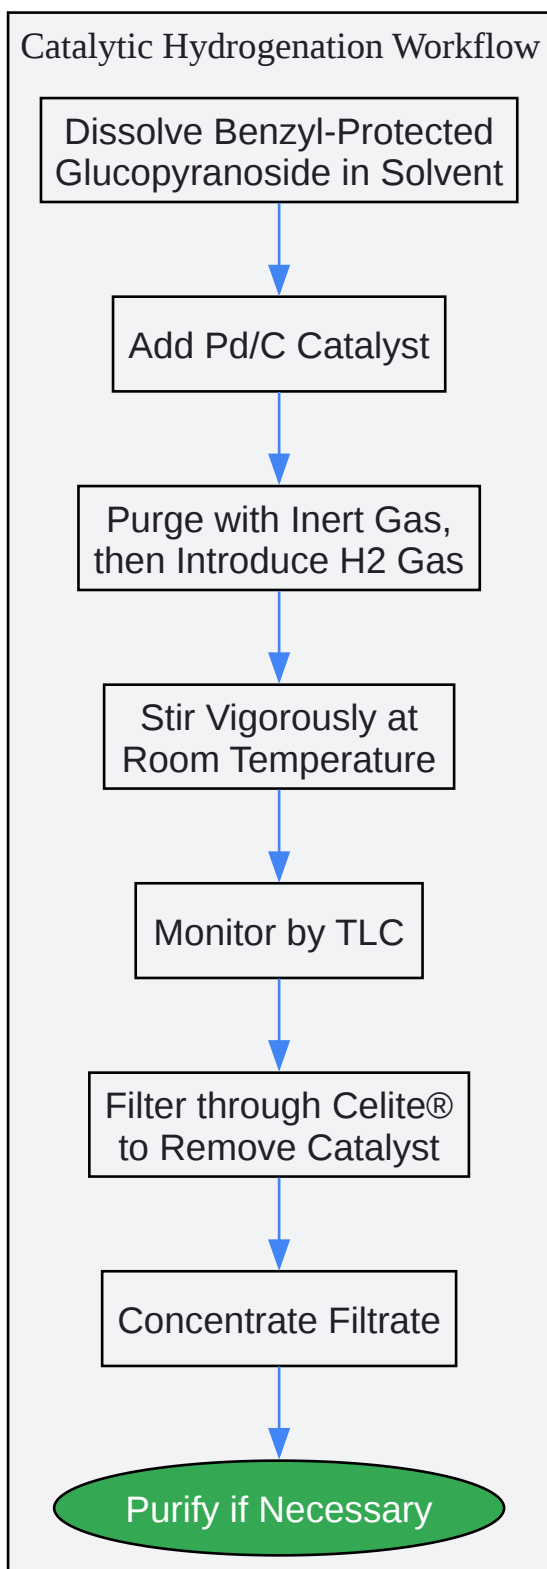 Catalytic Hydrogenation Workflow
Dissolve Benzyl-Protected
Glucopyranoside in Solvent
Add Pd/C Catalyst
Purge with Inert Gas,
then Introduce H2 Gas
Stir Vigorously at
Room Temperature
Monitor by TLC
Filter through Celite®
to Remove Catalyst
Concentrate Filtrate
Purify if Necessary